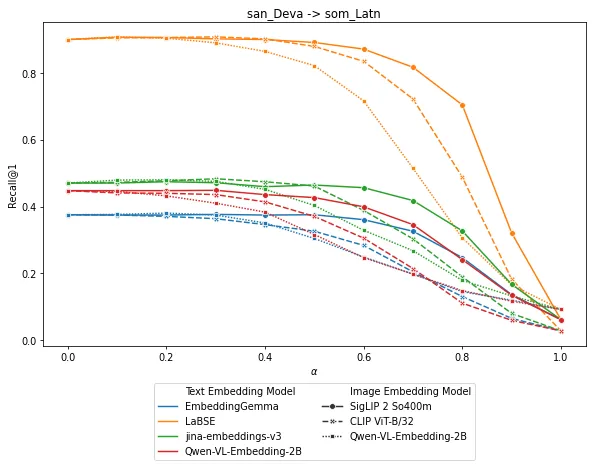 san_Deva -> som_Latn
Recall@1
0.8
0.6
0.4
0.2
0.0
0.0 0.2 0.4 0.6 0.8 1.0
α
Text Embedding Model
EmbeddingGemma
LaBSE
jina-embeddings-v3
Qwen-VL-Embedding-2B
Image Embedding Model
SigLIP 2 So400m
CLIP ViT-B/32
Qwen-VL-Embedding-2B